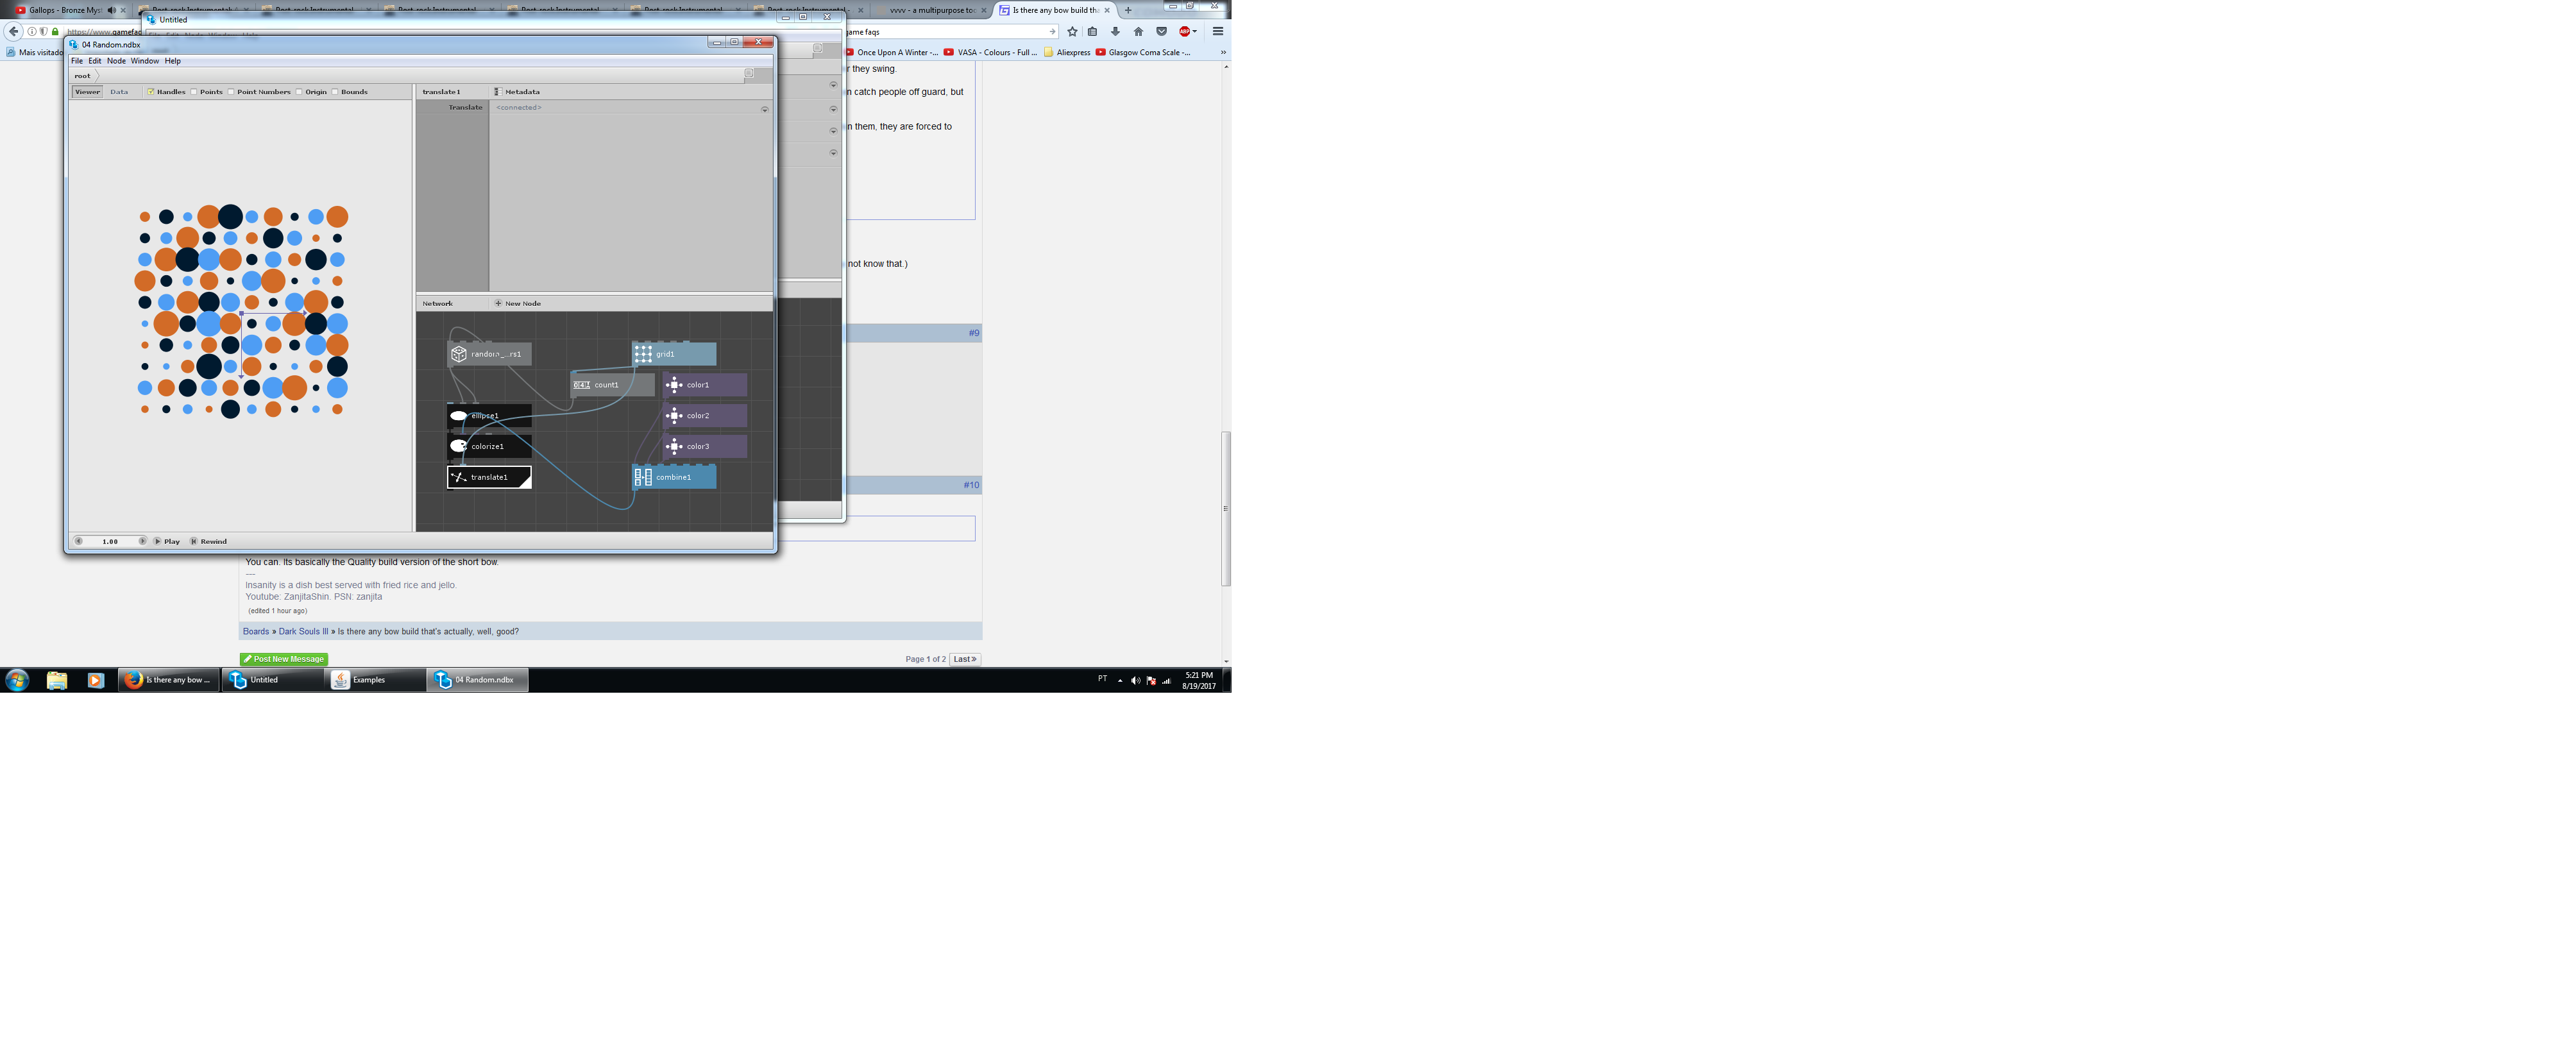 Gallops - Bronze Mys
Post-rock Instrumental
Post-rock Instrumental
Post-rock Instrumental
Post-rock Instrumental
Post-rock Instrumental
Post-rock Instrumental -
vvvv - a multipurpose too
Is there any bow build tha
Untitled
https://www.gamefaq
File Edit Node Window Help
game faqs
Mais visitado
Once Upon A Winter -...
VASA - Colours - Full ...
Aliexpress
Glasgow Coma Scale -...
04 Random.ndbx
File Edit Node Window Help
root
Viewer
Data
Handles
Points
Point Numbers
Origin
Bounds
translate1
Metadata
Translate
<connected>
r they swing.
n catch people off guard, but
n them, they are forced to
not know that.)
Network
New Node
#9
grid1
count1
color1
ellipse1
color2
colorize1
color3
translate1
combine1
#10
1.00
Play
Rewind
You can. Its basically the Quality build version of the short bow.
---
Insanity is a dish best served with fried rice and jello.
Youtube: ZanjitaShin. PSN: zanjita
(edited 1 hour ago)
Boards » Dark Souls III » Is there any bow build that's actually, well, good?
Post New Message
Page 1 of 2
Last »
Is there any bow ...
Untitled
Examples
04 Random.ndbx
PT
5:21 PM
8/19/2017